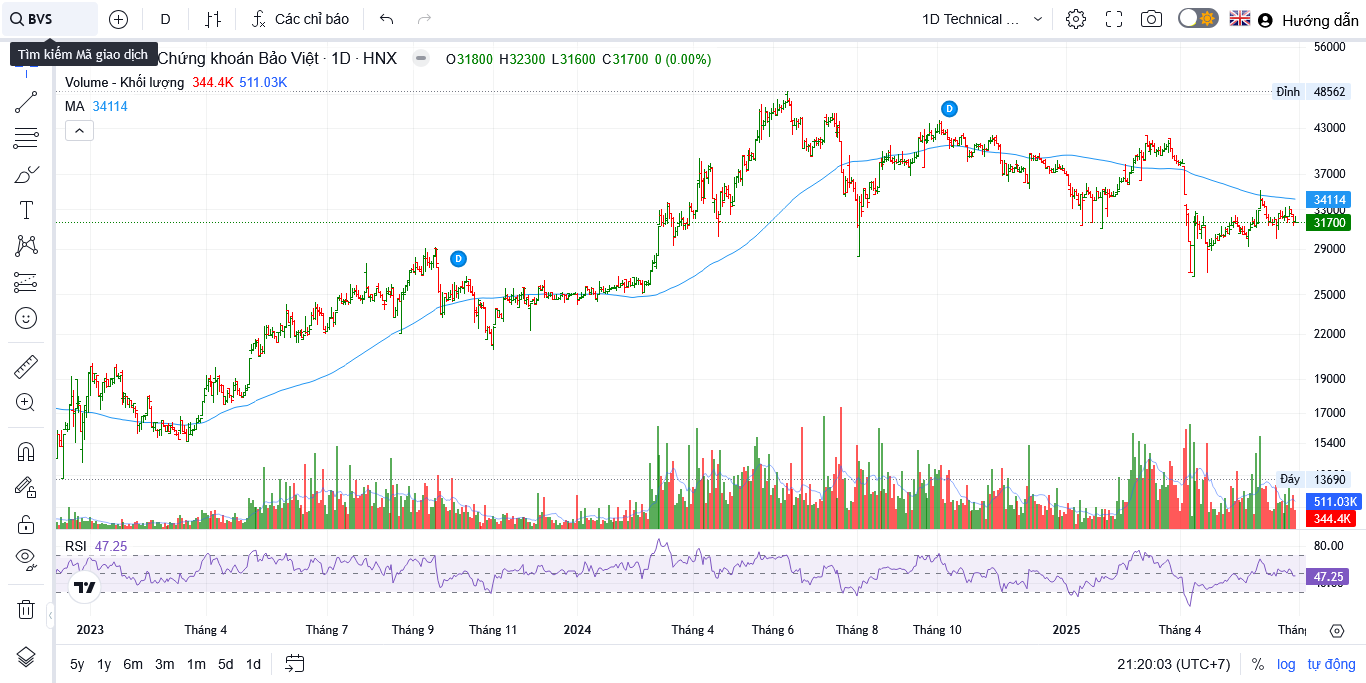 BVS
D
Các chỉ báo
1D Technical ...
Hướng dẫn
Tìm kiếm Mã giao dịch
Chứng khoán Bảo Việt · 1D · HNX
O31800 H32300 L31600 C31700 0 (0.00%)
Volume - Khối lượng 344.4K 511.03K
MA 34114
56000
Đỉnh 48562
43000
37000
34114
33000
31700
29000
25000
22000
19000
17000
15400
Đáy 13690
511.03K
344.4K
D
D
RSI 47.25
80.00
47.25
2023
Tháng 4
Tháng 7
Tháng 9
Tháng 11
2024
Tháng 4
Tháng 6
Tháng 8
Tháng 10
2025
Tháng 4
5y 1y 6m 3m 1m 5d 1d
21:20:03 (UTC+7)
% log tự động